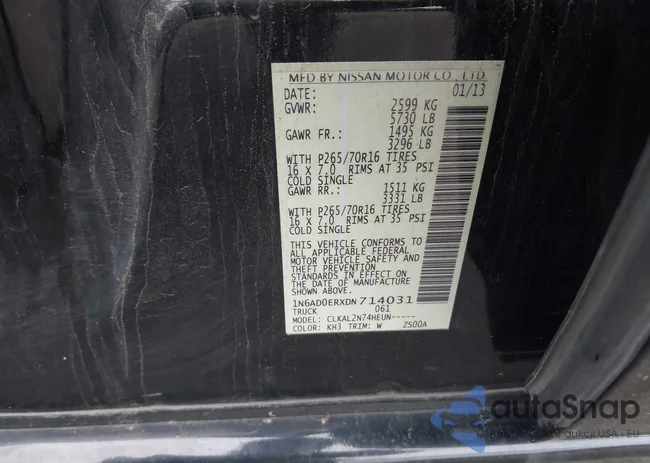 MFD BY NISSAN MOTOR CO., LTD.
DATE: 01/13
GVWR: 2599 KG
5730 LB
GAWR FR.: 1495 KG
3296 LB
WITH P265/70R16 TIRES
16 X 7.0 RIMS AT 35 PSI
COLD SINGLE
GAWR RR.: 1511 KG
3331 LB
WITH P265/70R16 TIRES
16 X 7.0 RIMS AT 35 PSI
COLD SINGLE
THIS VEHICLE CONFORMS TO
ALL APPLICABLE FEDERAL
MOTOR VEHICLE SAFETY AND
THEFT PREVENTION
STANDARDS IN EFFECT ON
THE DATE OF MANUFACTURE
SHOWN ABOVE.
1N6AD0ERXDN714031
TRUCK 061
MODEL: CLKAL2N74HEUN-----
COLOR: KH3 TRIM: W ZS00A
autoSnap
aukcji USA i EU